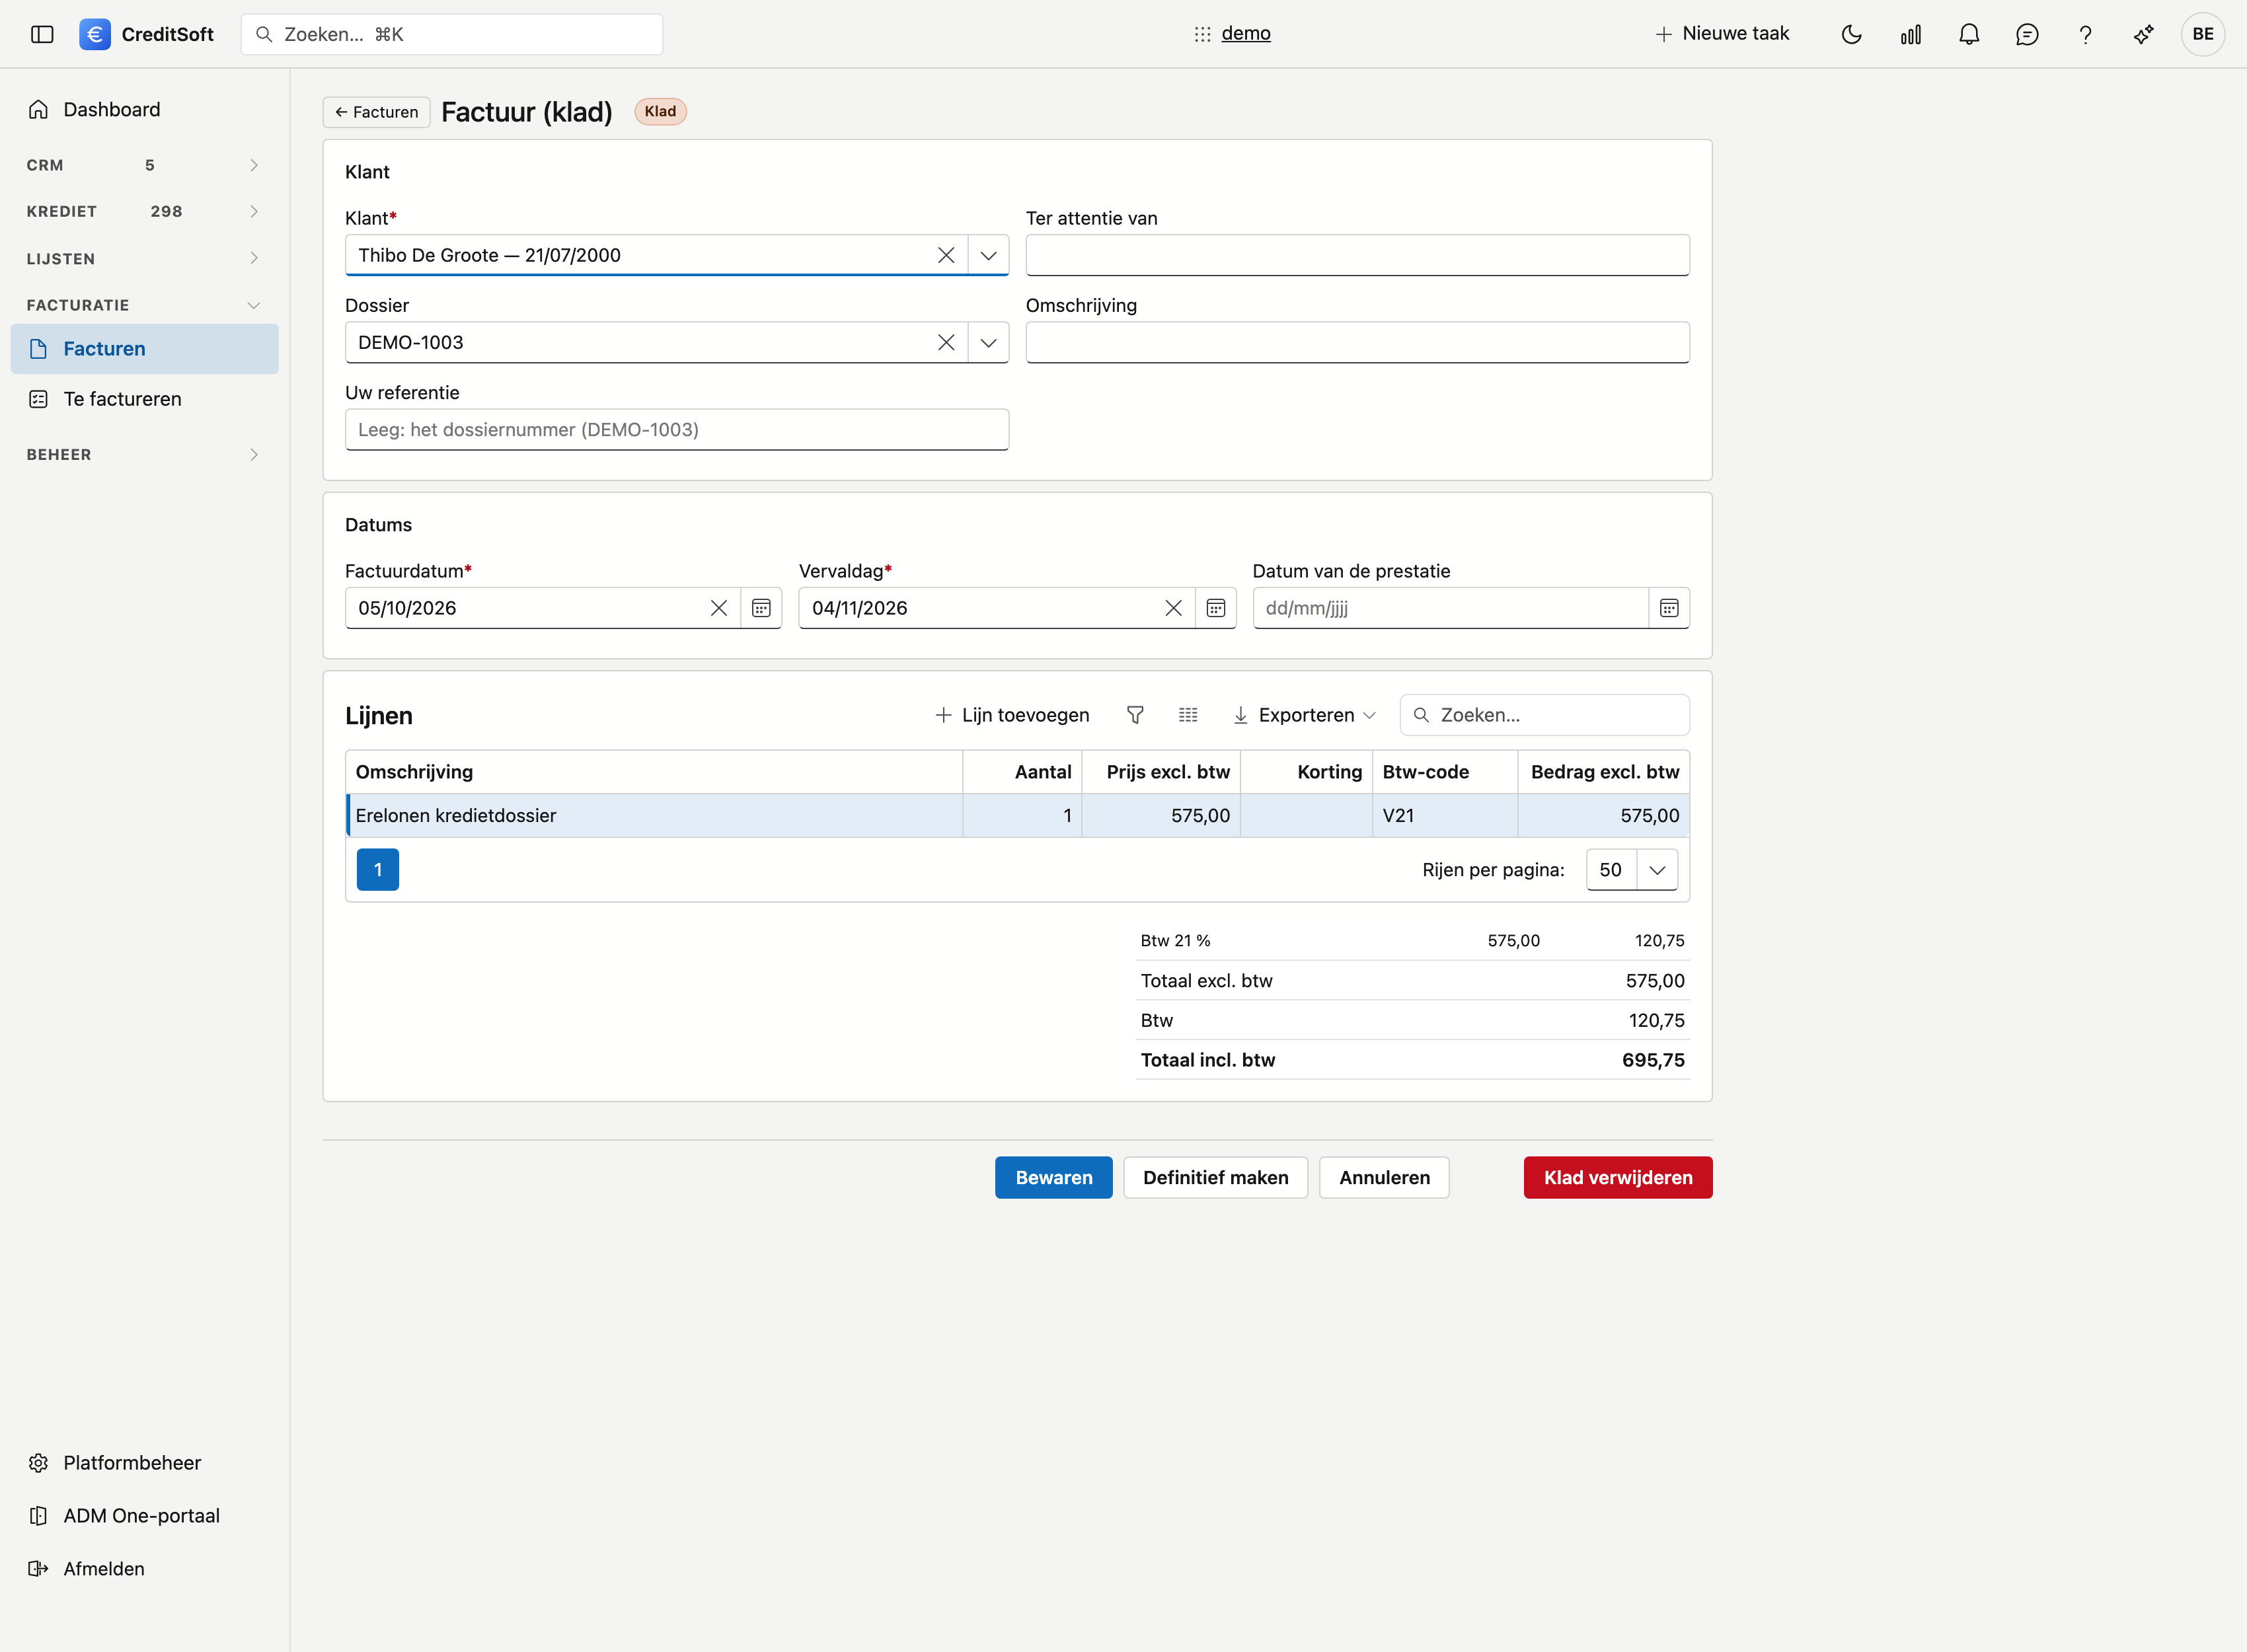 CreditSoft
Zoeken... ⌘K
demo
Nieuwe taak
BE
Dashboard
CRM 5
KREDIET 298
LIJSTEN
FACTURATIE
Facturen
Te factureren
BEHEER
Platformbeheer
ADM One-portaal
Afmelden
← Facturen
Factuur (klad)
Klad
Klant
Klant*
Thibo De Groote — 21/07/2000
Ter attentie van
Dossier
DEMO-1003
Omschrijving
Uw referentie
Leeg: het dossiernummer (DEMO-1003)
Datums
Factuurdatum*
05/10/2026
Vervaldag*
04/11/2026
Datum van de prestatie
dd/mm/jjjj
Lijnen
Lijn toevoegen
Exporteren
Zoeken...
Omschrijving Aantal Prijs excl. btw Korting Btw-code Bedrag excl. btw
Erelonen kredietdossier 1 575,00 V21 575,00
1
Rijen per pagina: 50
Btw 21 % 575,00 120,75
Totaal excl. btw 575,00
Btw 120,75
Totaal incl. btw 695,75
Bewaren
Definitief maken
Annuleren
Klad verwijderen